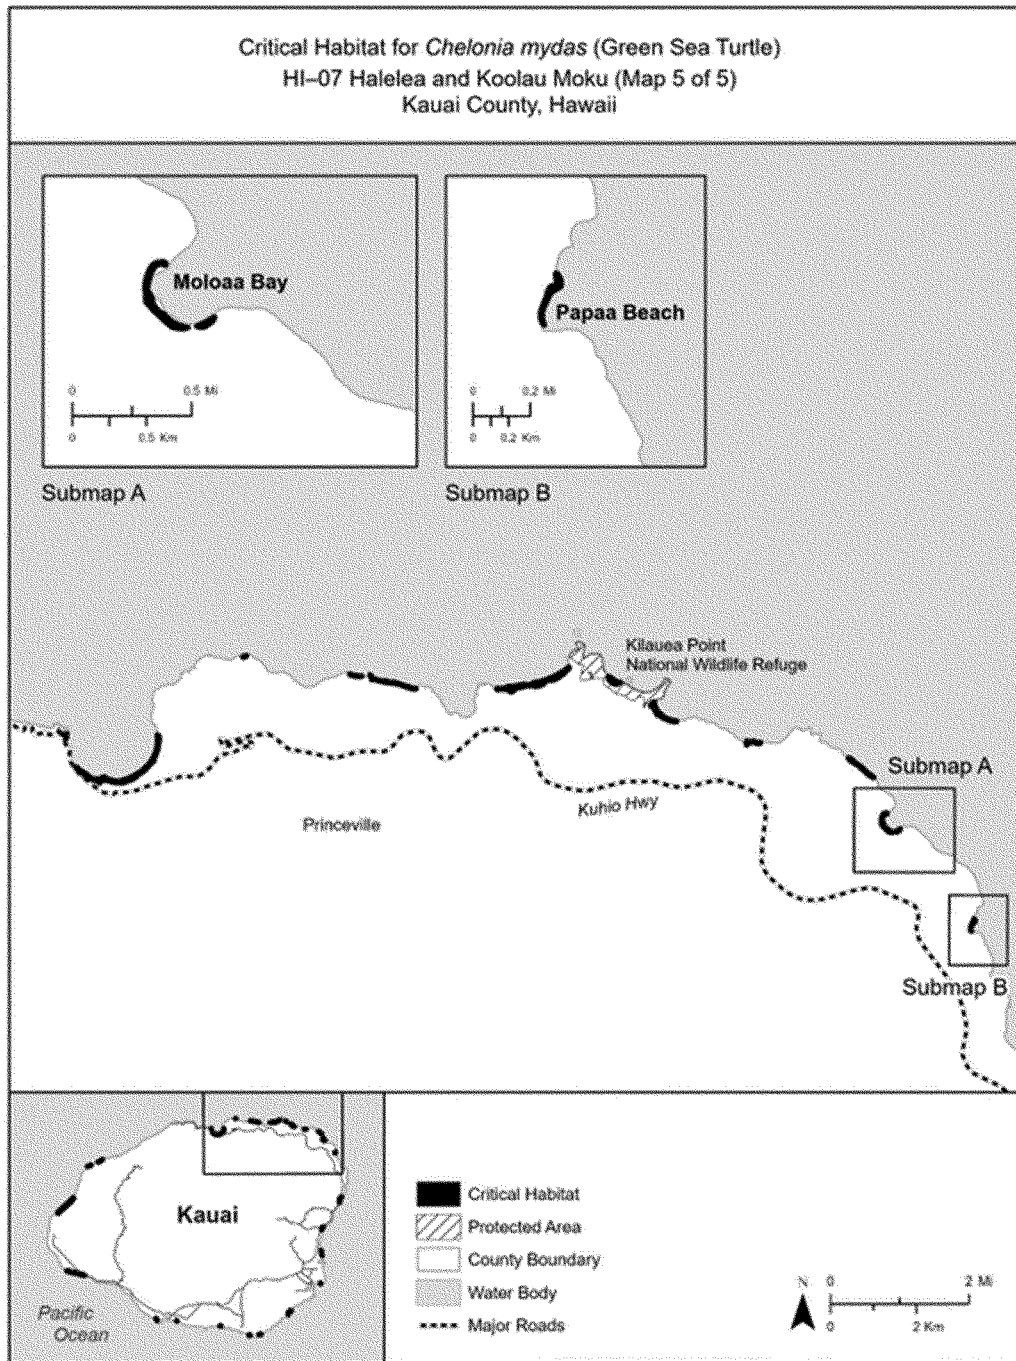 Critical Habitat for Chelonia mydas (Green Sea Turtle)
HI–07 Halelea and Koolau Moku (Map 5 of 5)
Kauai County, Hawaii
Moloaa Bay
0 0.5 Mi
0 0.5 Km
Submap A
Papaa Beach
0 0.2 Mi
0 0.2 Km
Submap B
Kilauea Point
National Wildlife Refuge
Submap A
Kuhio Hwy
Princeville
Submap B
Kauai
Pacific
Ocean
Critical Habitat
Protected Area
County Boundary
Water Body
Major Roads
N
0 2 Mi
0 2 Km